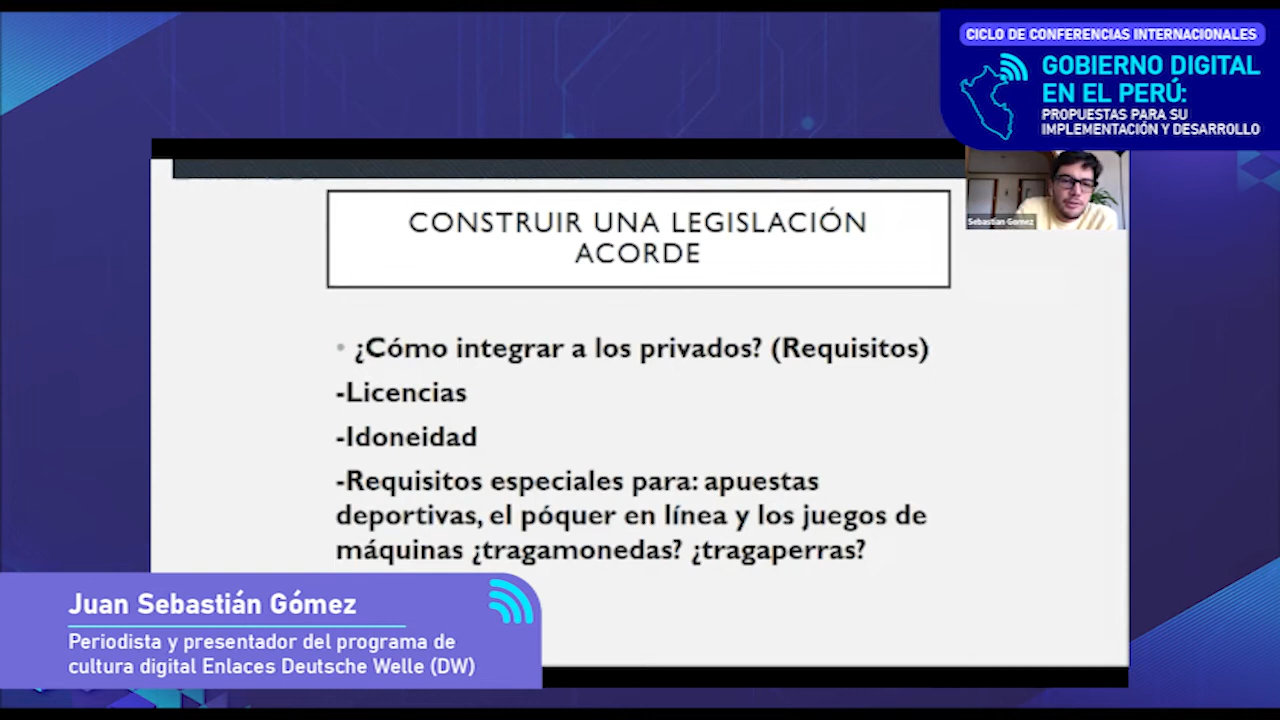 CICLO DE CONFERENCIAS INTERNACIONALES
GOBIERNO DIGITAL
EN EL PERÚ:
PROPUESTAS PARA SU
IMPLEMENTACIÓN Y DESARROLLO
Sebastian Gomez
CONSTRUIR UNA LEGISLACIÓN
ACORDE
• ¿Cómo integrar a los privados? (Requisitos)
-Licencias
-Idoneidad
-Requisitos especiales para: apuestas
deportivas, el póquer en línea y los juegos de
máquinas ¿tragamonedas? ¿tragaperras?
Juan Sebastián Gómez
Periodista y presentador del programa de
cultura digital Enlaces Deutsche Welle (DW)